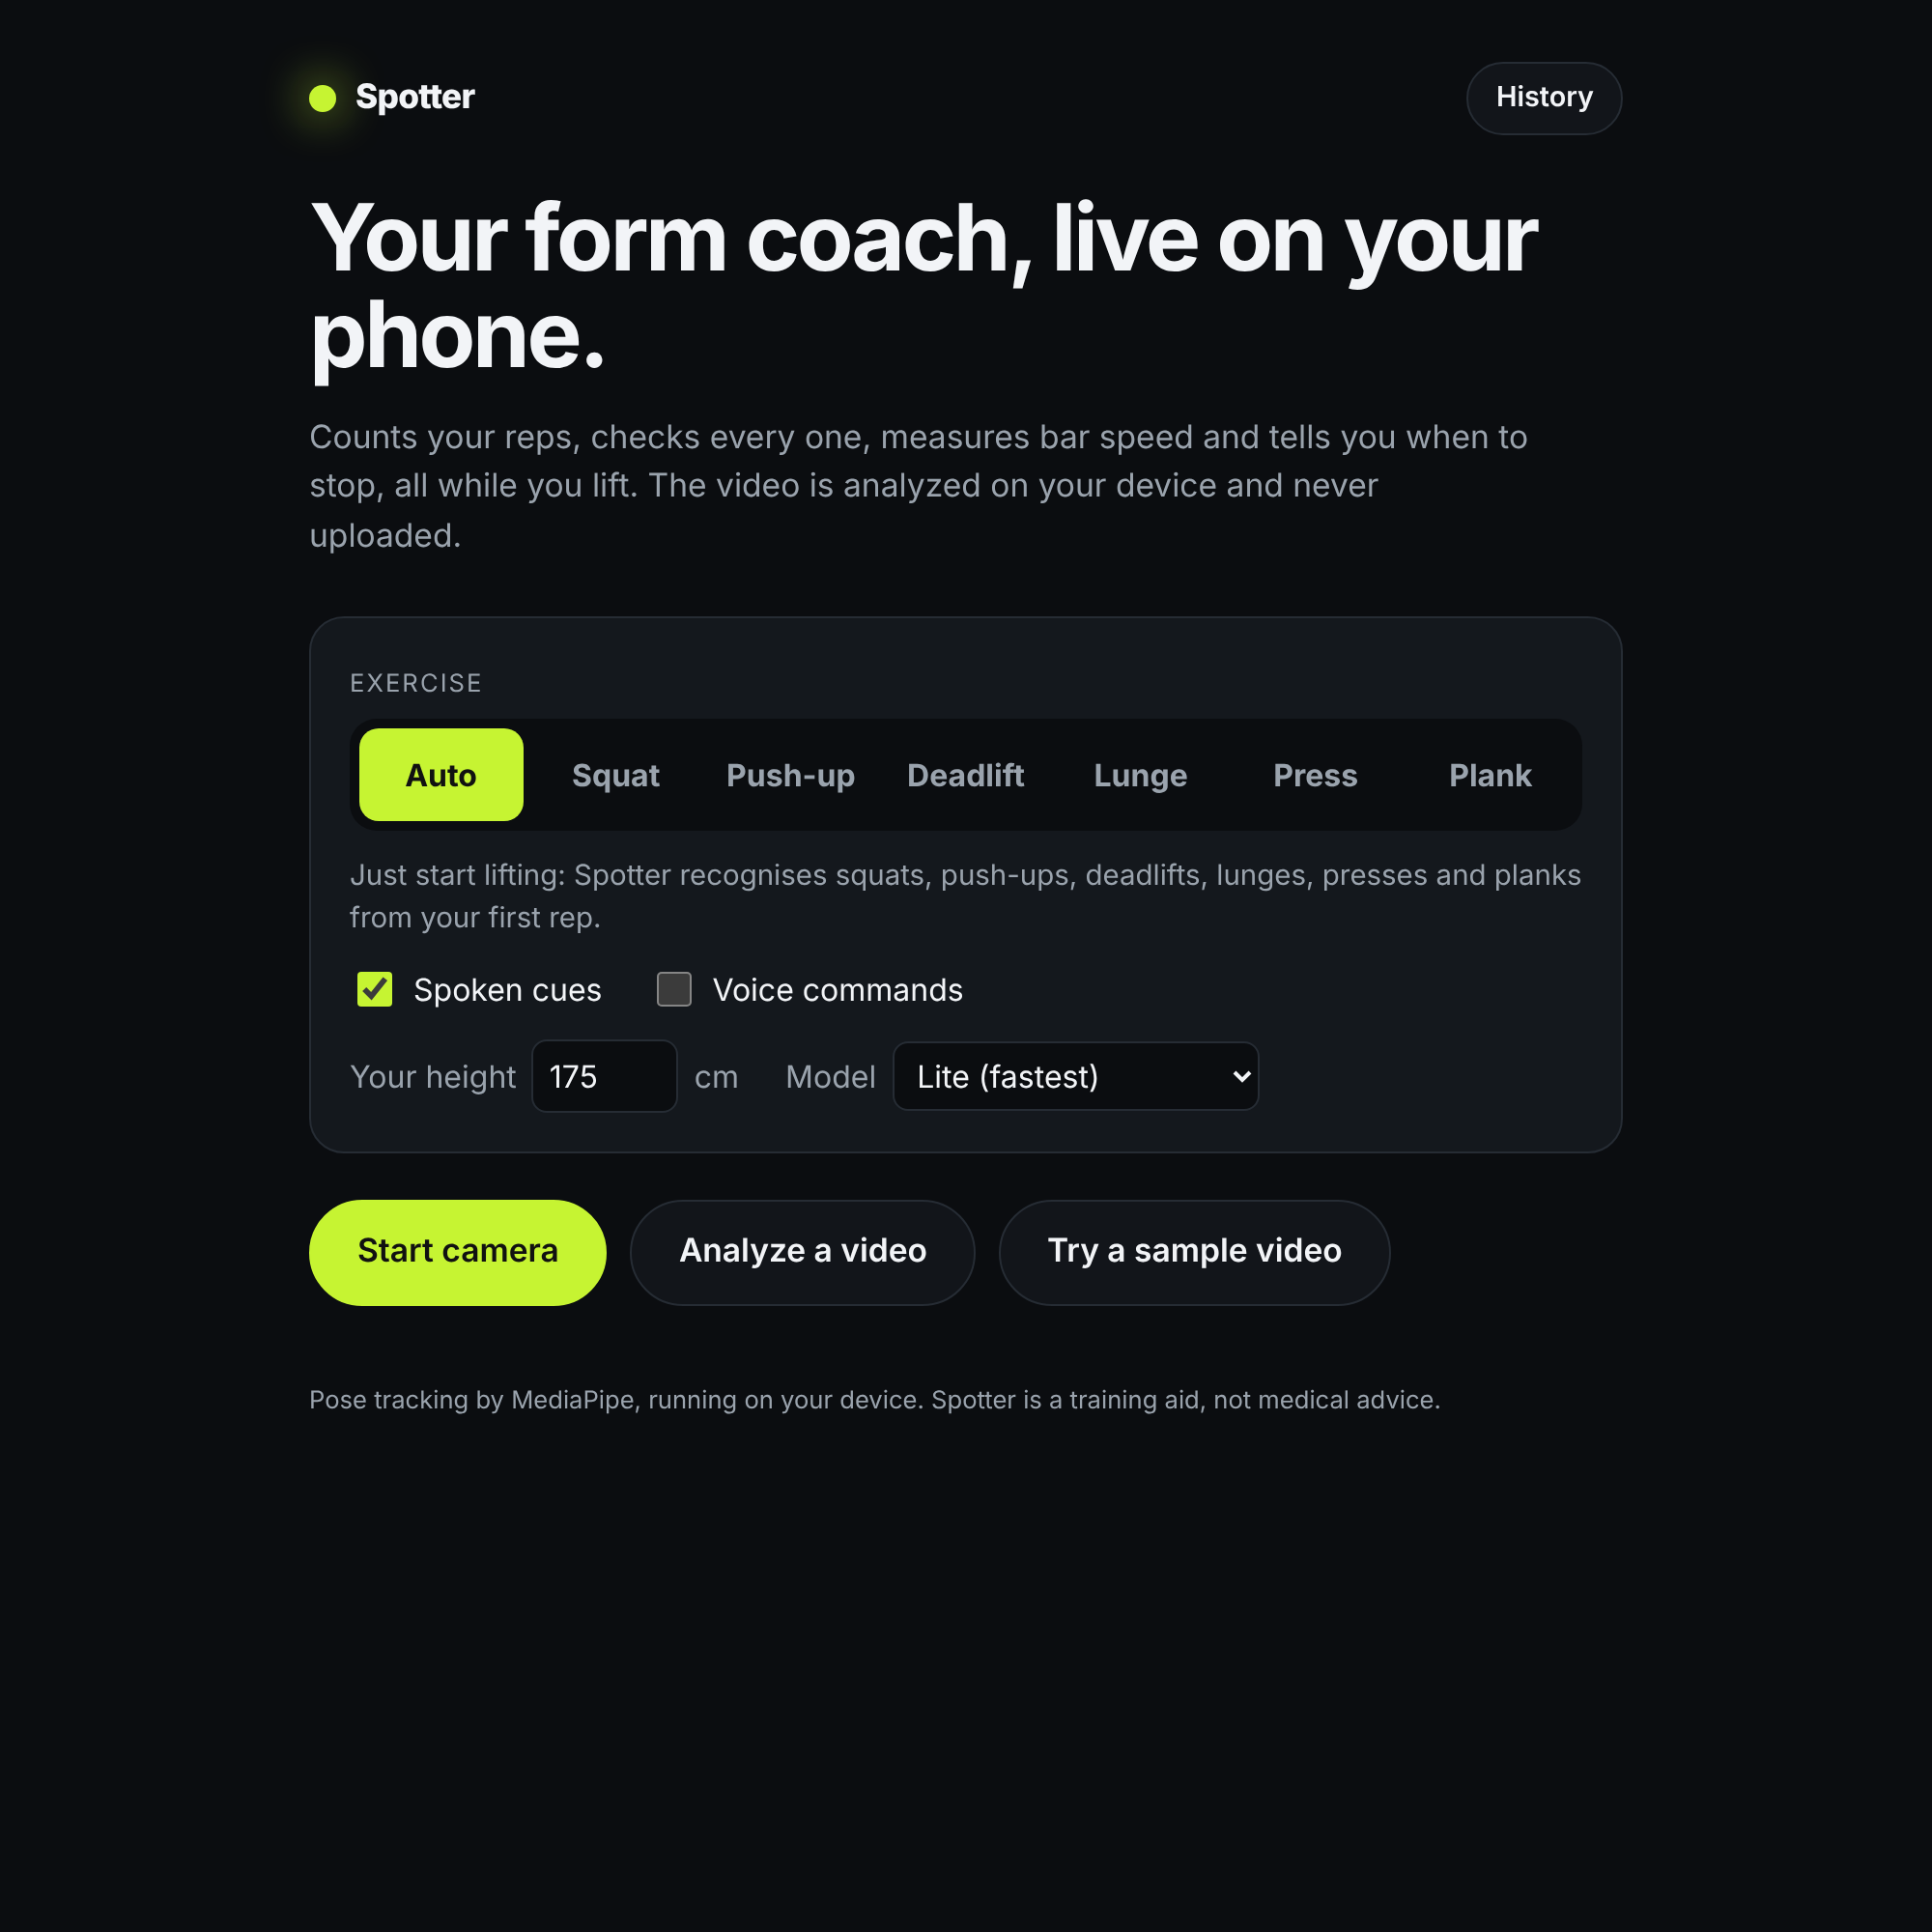 Spotter
History
Your form coach, live on your
phone.
Counts your reps, checks every one, measures bar speed and tells you when to
stop, all while you lift. The video is analyzed on your device and never
uploaded.
EXERCISE
Auto Squat Push-up Deadlift Lunge Press Plank
Just start lifting: Spotter recognises squats, push-ups, deadlifts, lunges, presses and planks
from your first rep.
Spoken cues Voice commands
Your height 175 cm Model Lite (fastest)
Start camera Analyze a video Try a sample video
Pose tracking by MediaPipe, running on your device. Spotter is a training aid, not medical advice.